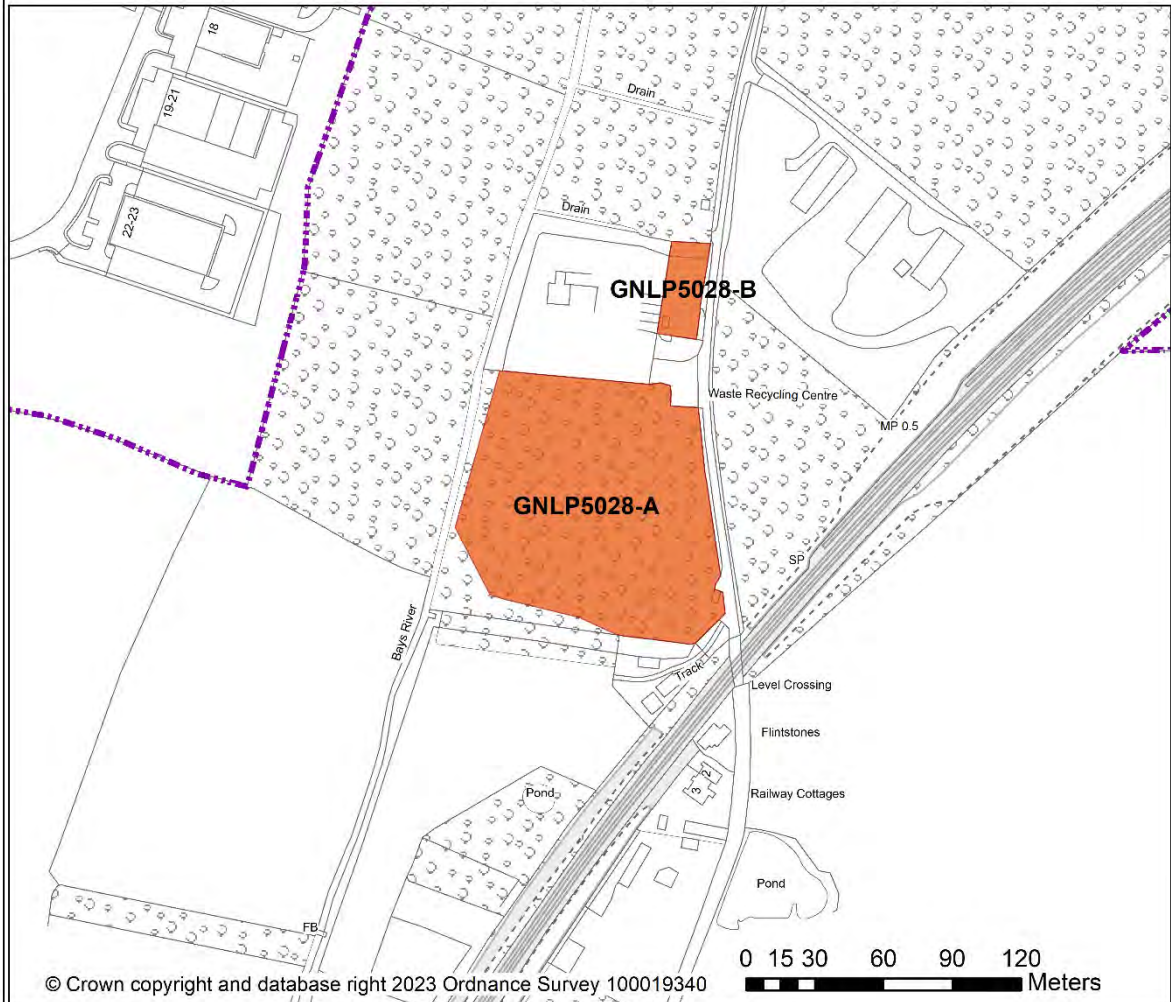 18
19-21
22-23
Drain
Drain
GNLP5028-B
Waste Recycling Centre
MP 0.5
GNLP5028-A
SP
Bays River
Track
Level Crossing
Flintstones
2
3
Railway Cottages
Pond
Pond
FB
0 15 30 60 90 120
Meters
© Crown copyright and database right 2023 Ordnance Survey 100019340